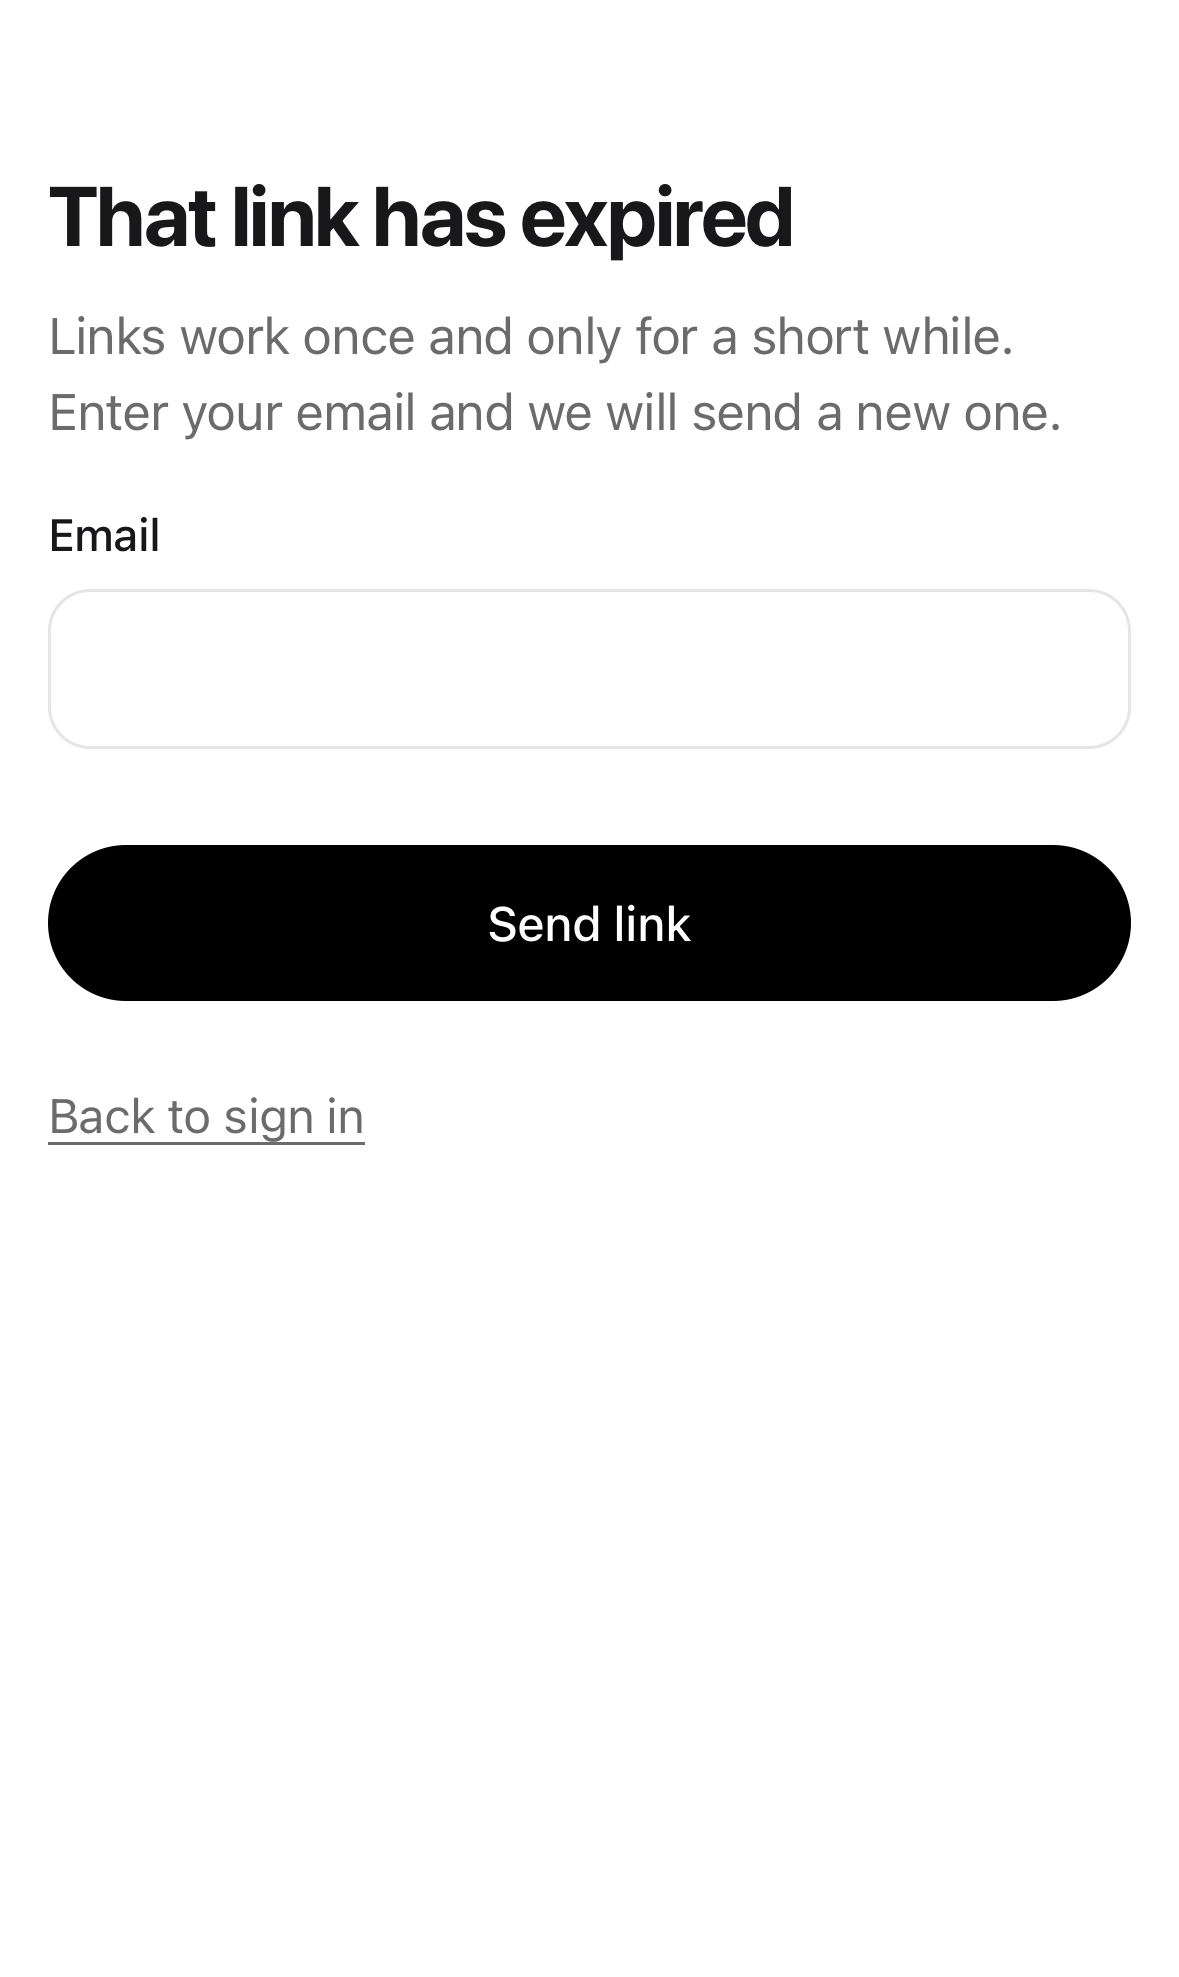 That link has expired
Links work once and only for a short while.
Enter your email and we will send a new one.
Email
Send link
Back to sign in